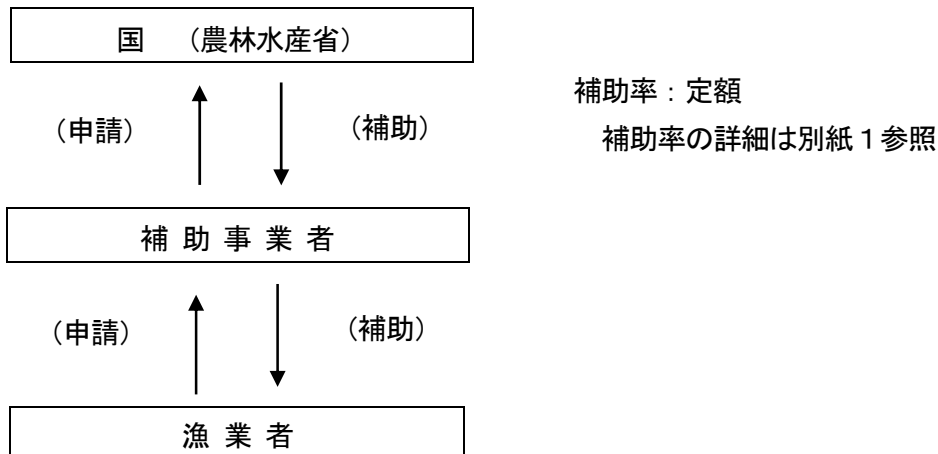 国 （農林水産省）
補助率：定額
（申請） （補助）
補助率の詳細は別紙１参照
補 助 事 業 者
（申請） （補助）
漁 業 者